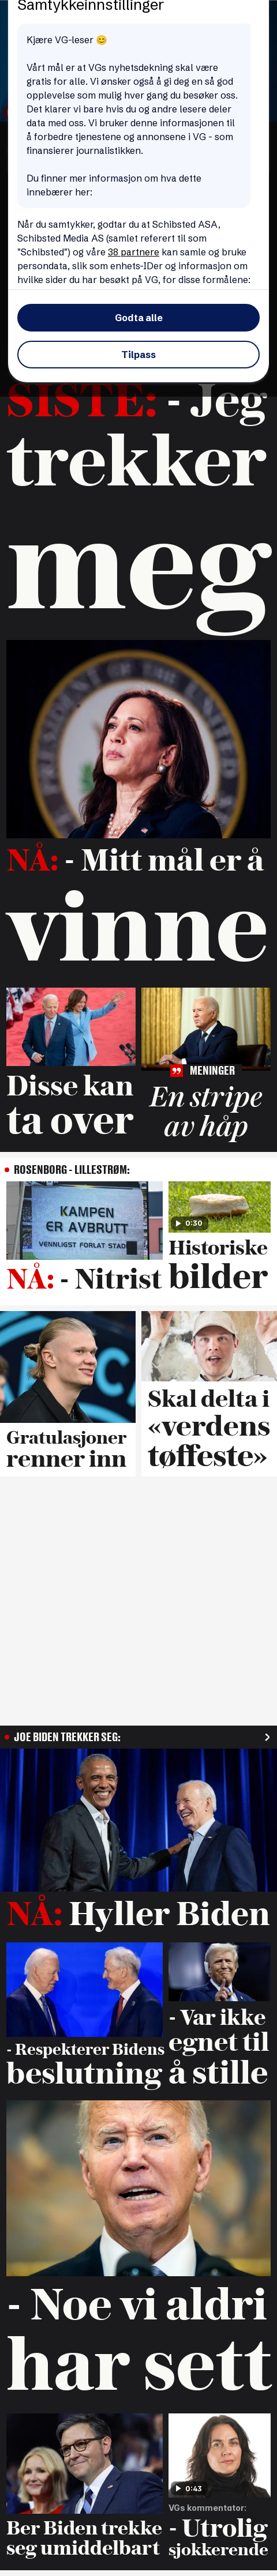 Samtykkeinnstillinger
Kjære VG-leser 😊
Vårt mål er at VGs nyhetsdekning skal være
gratis for alle. Vi ønsker også å gi deg en så god
opplevelse som mulig hver gang du besøker oss.
Det klarer vi bare hvis du og andre lesere deler
data med oss. Vi bruker denne informasjonen til
å forbedre tjenestene og annonsene i VG - som
finansierer journalistikken.
Du finner mer informasjon om hva dette
innebærer her:
Når du samtykker, godtar du at Schibsted ASA,
Schibsted Media AS (samlet referert til som
"Schibsted") og våre 38 partnere kan samle og bruke
persondata, slik som enhets-IDer og informasjon om
hvilke sider du har besøkt på VG, for disse formålene:
Godta alle
Tilpass
SISTE: - Jeg
trekker
meg
NÅ: - Mitt mål er å
vinne
Disse kan
ta over
MENINGER
En stripe
av håp
ROSENBORG - LILLESTRØM:
KAMPEN
ER AVBRUTT
VENNLIGST FORLAT STAD
NÅ: - Nitrist
0:30
Historiske
bilder
Gratulasjoner
renner inn
Skal delta i
«verdens
tøffeste»
JOE BIDEN TREKKER SEG:
NÅ: Hyller Biden
- Respekterer Bidens
beslutning
- Var ikke
egnet til
å stille
- Noe vi aldri
har sett
Ber Biden trekke
seg umiddelbart
0:43
VGs kommentator:
- Utrolig
sjokkerende